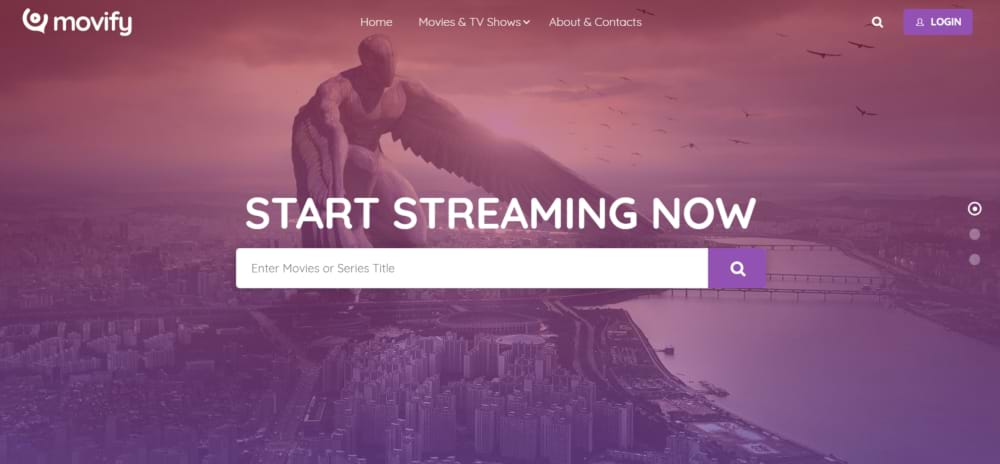 movify
Home
Movies & TV Shows
About & Contacts
LOGIN
START STREAMING NOW
Enter Movies or Series Title